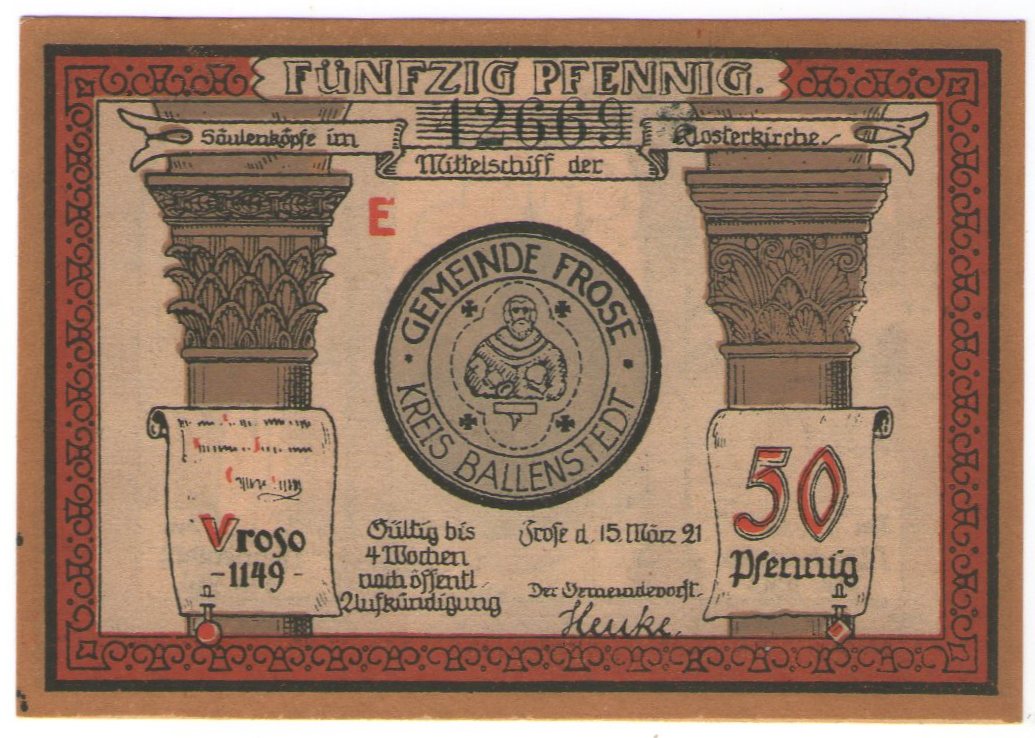 FÜNFZIG PFENNIG.
42669
Säulenköpfe im
Mittelschiff der
Klosterkirche
E
GEMEINDE FROSE
KREIS BALLENSTEDT
Vroso
-1149-
Gültig bis
4 Wochen
nach öffentl.
Aufkündigung
Frose d. 15. März 21
Der Gemeindevorst.
Henke
50
Pfennig